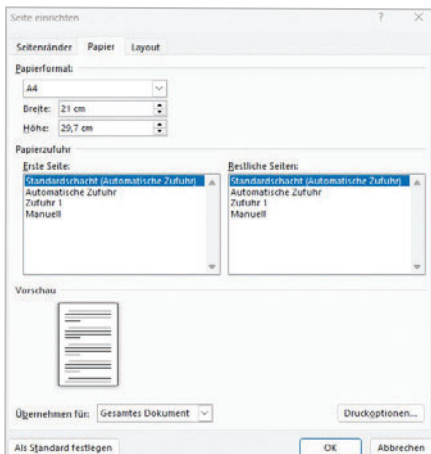 Seite einrichten ? ×
Seitenränder Papier Layout
Papierformat:
A4
Breite: 21 cm
Höhe: 29,7 cm
Papierzufuhr
Erste Seite:
Standardschacht (Automatische Zufuhr)
Automatische Zufuhr
Zufuhr 1
Manuell
Restliche Seiten:
Standardschacht (Automatische Zufuhr)
Automatische Zufuhr
Zufuhr 1
Manuell
Vorschau
Übernehmen für: Gesamtes Dokument
Druckoptionen...
Als Standard festlegen OK Abbrechen